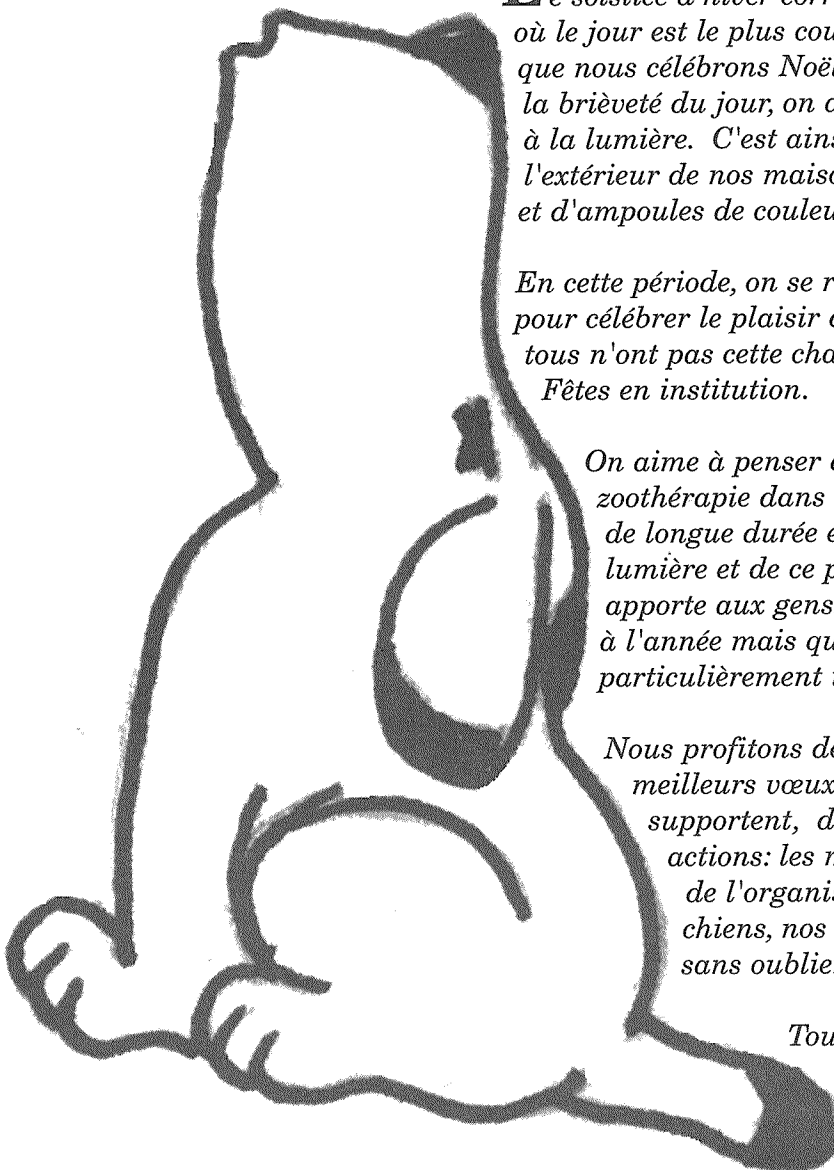 où le jour est le plus cou
que nous célébrons Noël
la brièveté du jour, on
à la lumière. C'est ains
l'extérieur de nos maiso
et d'ampoules de couleu
En cette période, on se r
pour célébrer le plaisir
tous n'ont pas cette cha
Fêtes en institution.
On aime à penser
zoothérapie dans
de longue durée e
lumière et de ce p
apporte aux gens
à l'année mais qu
particulièrement
Nous profitons de
meilleurs vœux
supportent, d
actions: les
de l'organis
chiens, nos
sans oublier
Tou